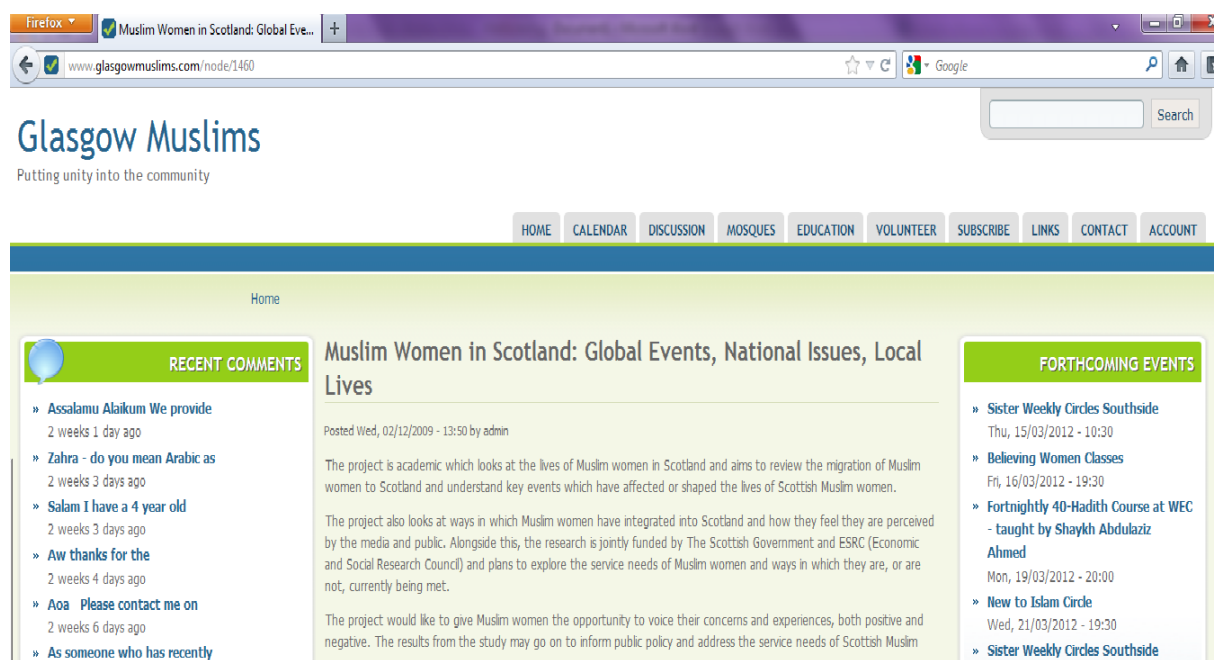 Firefox
Muslim Women in Scotland: Global Eve...
www.glasgowmuslims.com/node/1460
Google
Search
Glasgow Muslims
Putting unity into the community
HOME CALENDAR DISCUSSION MOSQUES EDUCATION VOLUNTEER SUBSCRIBE LINKS CONTACT ACCOUNT
Home
RECENT COMMENTS
» Assalamu Alaikum We provide
2 weeks 1 day ago
» Zahra - do you mean Arabic as
2 weeks 3 days ago
» Salam I have a 4 year old
2 weeks 3 days ago
» Aw thanks for the
2 weeks 4 days ago
» Aoa Please contact me on
2 weeks 6 days ago
» As someone who has recently
Muslim Women in Scotland: Global Events, National Issues, Local
Lives
Posted Wed, 02/12/2009 - 13:50 by admin
The project is academic which looks at the lives of Muslim women in Scotland and aims to review the migration of Muslim
women to Scotland and understand key events which have affected or shaped the lives of Scottish Muslim women.
The project also looks at ways in which Muslim women have integrated into Scotland and how they feel they are perceived
by the media and public. Alongside this, the research is jointly funded by The Scottish Government and ESRC (Economic
and Social Research Council) and plans to explore the service needs of Muslim women and ways in which they are, or are
not, currently being met.
The project would like to give Muslim women the opportunity to voice their concerns and experiences, both positive and
negative. The results from the study may go on to inform public policy and address the service needs of Scottish Muslim
FORTHCOMING EVENTS
» Sister Weekly Circles Southside
Thu, 15/03/2012 - 10:30
» Believing Women Classes
Fri, 16/03/2012 - 19:30
» Fortnightly 40-Hadith Course at WEC
- taught by Shaykh Abdulaziz
Ahmed
Mon, 19/03/2012 - 20:00
» New to Islam Circle
Wed, 21/03/2012 - 19:30
» Sister Weekly Circles Southside